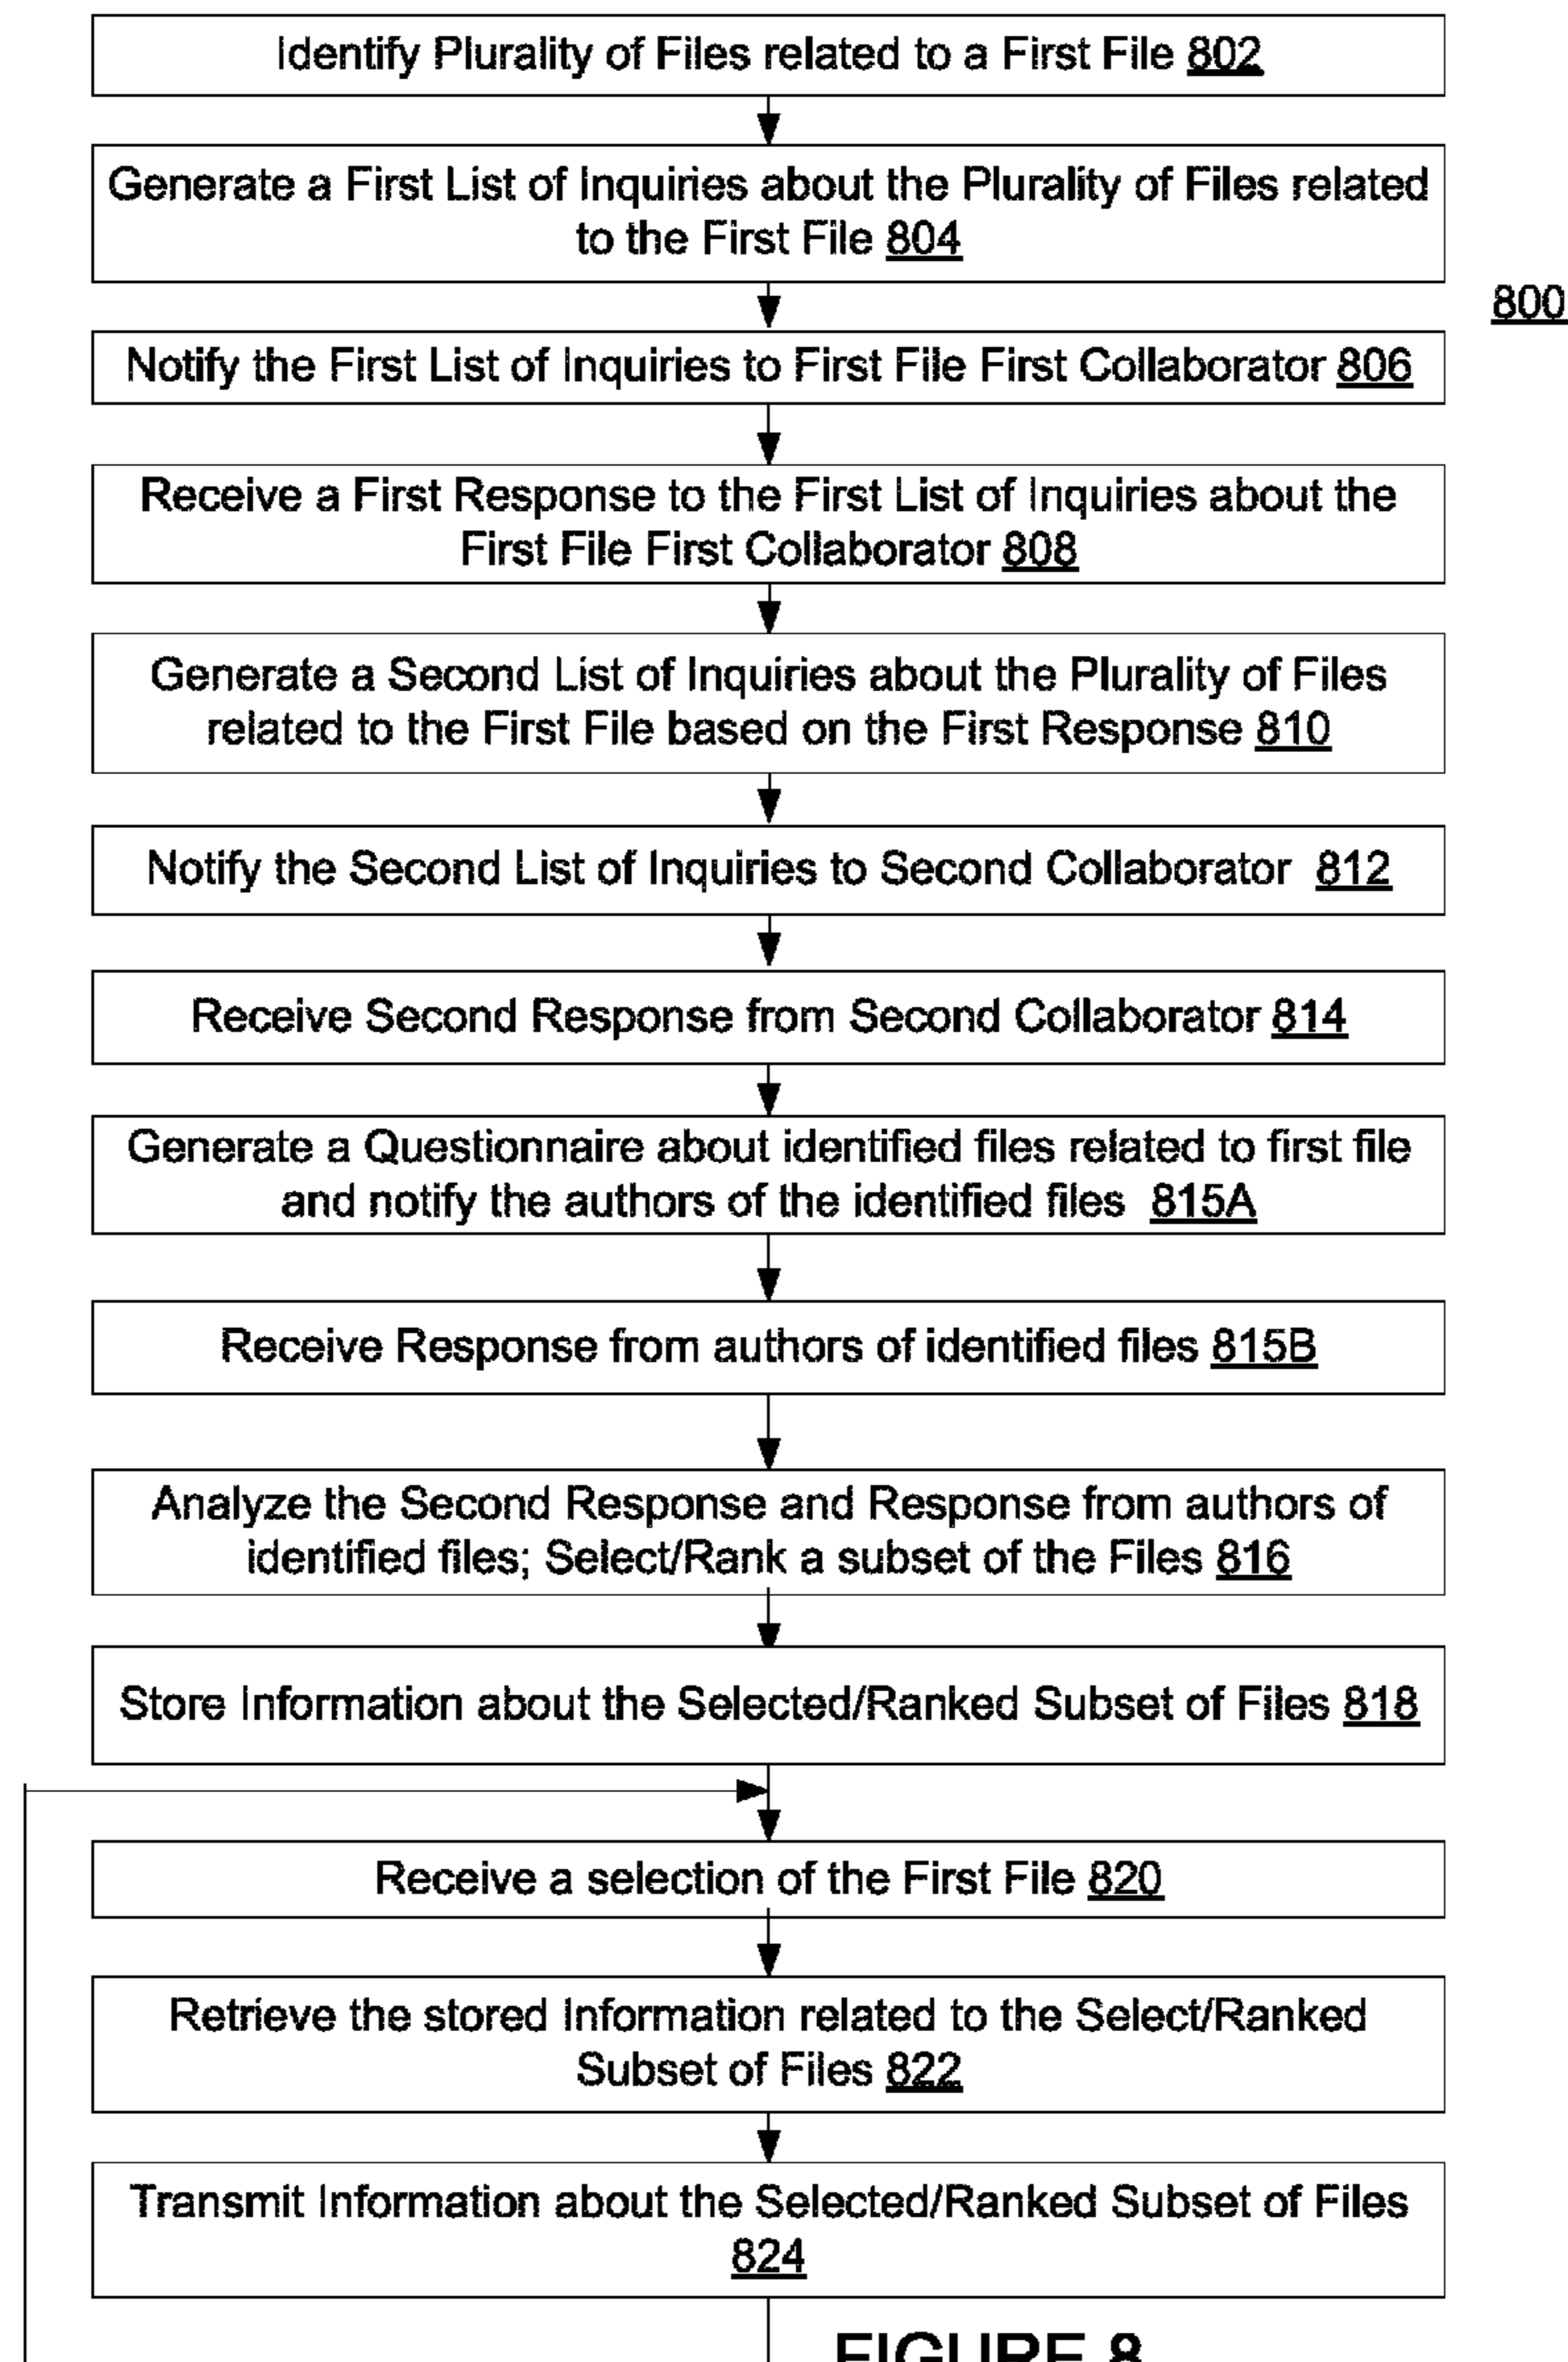 Identify Plurality of Files related to a First File 802
Generate a First List of Inquiries about the Plurality of Files related
to the First File 804
800
Notify the First List of Inquiries to First File First Collaborator 806
Receive a First Response to the First List of Inquiries about the
First File First Collaborator 808
Generate a Second List of Inquiries about the Plurality of Files
related to the First File based on the First Response 810
Notify the Second List of Inquiries to Second Collaborator 812
Receive Second Response from Second Collaborator 814
Generate a Questionnaire about identified files related to first file
and notify the authors of the identified files 815A
Receive Response from authors of identified files 815B
Analyze the Second Response and Response from authors of
identified files; Select/Rank a subset of the Files 816
Store Information about the Selected/Ranked Subset of Files 818
Receive a selection of the First File 820
Retrieve the stored Information related to the Select/Ranked
Subset of Files 822
Transmit Information about the Selected/Ranked Subset of Files
824
FIGURE 8